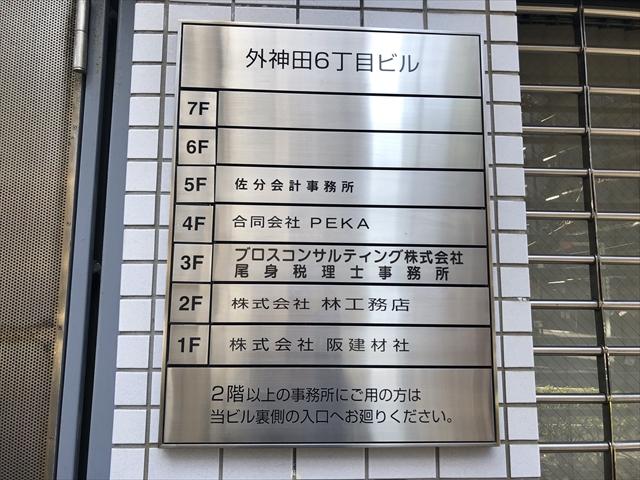 外神田6丁目ビル
7F
6F
5F 佐分会計事務所
4F 合同会社 PEKA
3F ブロスコンサルティング株式会社
尾身税理士事務所
2F 株式会社 林工務店
1F 株式会社 阪建材社
2階以上の事務所にご用の方は
当ビル裏側の入口へお廻りください。